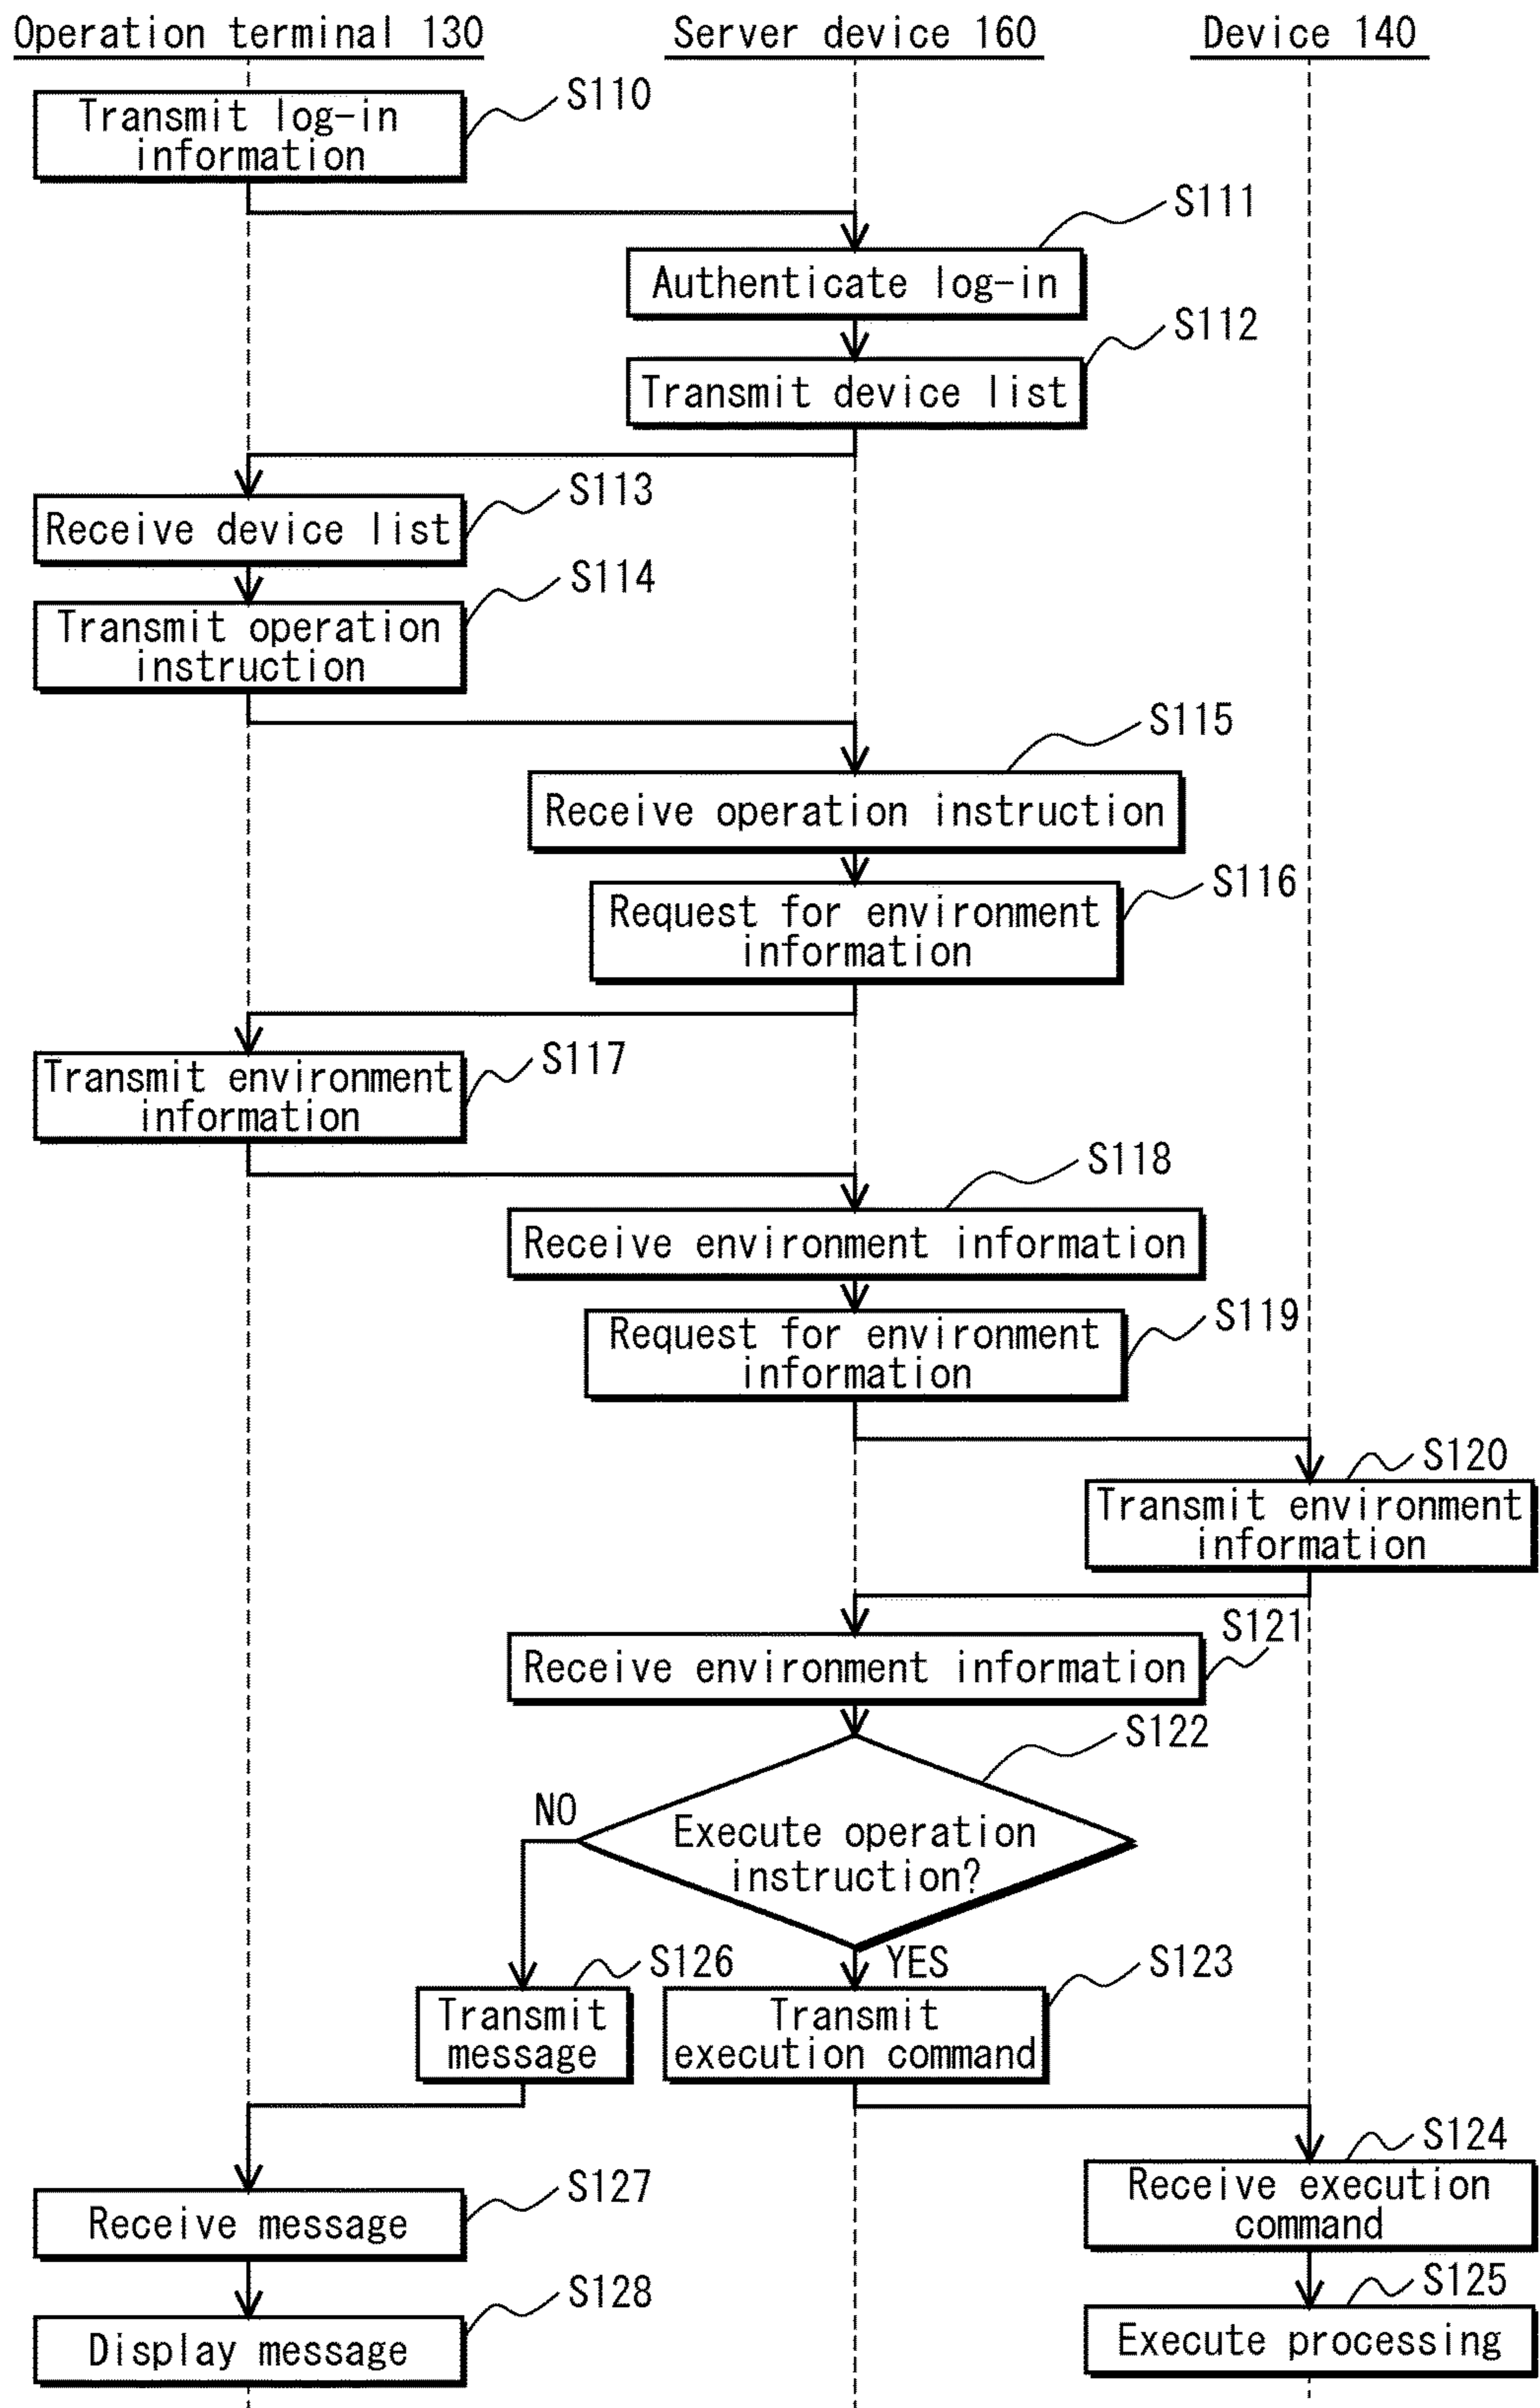 Operation terminal 130
Server device 160
Device 140
Transmit log-in
information
S110
S111
Authenticate log-in
S112
Transmit device list
S113
Receive device list
S114
Transmit operation
instruction
S115
Receive operation instruction
S116
Request for environment
information
S117
Transmit environment
information
S118
Receive environment information
S119
Request for environment
information
S120
Transmit environment
information
S121
Receive environment information
S122
NO
Execute operation
instruction?
YES
S126
S123
Transmit
message
Transmit
execution command
S124
Receive execution
command
S127
Receive message
S125
Execute processing
S128
Display message